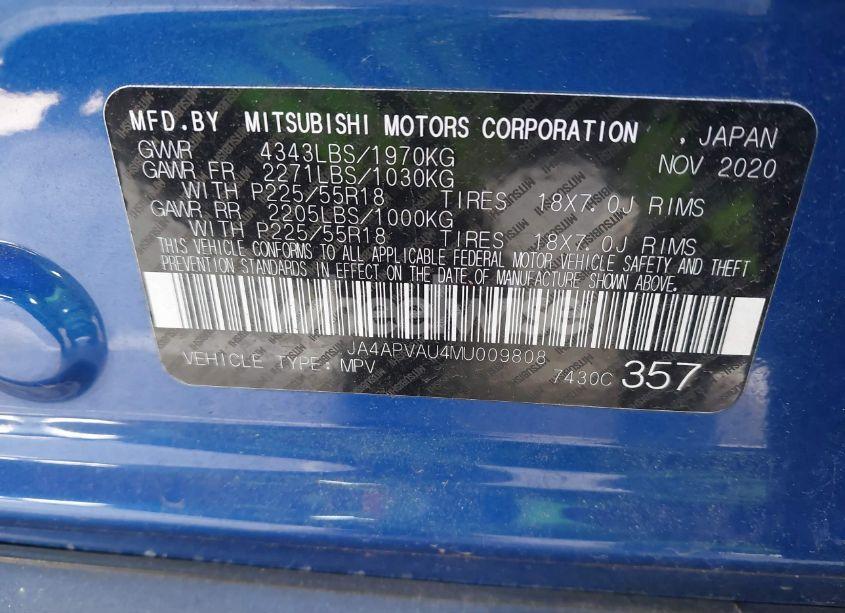 MFD.BY MITSUBISHI MOTORS CORPORATION , JAPAN
GVWR 4343LBS/1970KG NOV 2020
GAWR FR 2271LBS/1030KG
WITH P225/55R18 TIRES 18X7.0J RIMS
GAWR RR 2205LBS/1000KG
WITH P225/55R18 TIRES 18X7.0J RIMS
THIS VEHICLE CONFORMS TO ALL APPLICABLE FEDERAL MOTOR VEHICLE SAFETY AND THEFT
PREVENTION STANDARDS IN EFFECT ON THE DATE OF MANUFACTURE SHOWN ABOVE.
JA4APVAU4MU009808
VEHICLE TYPE:MPV 7430C 357